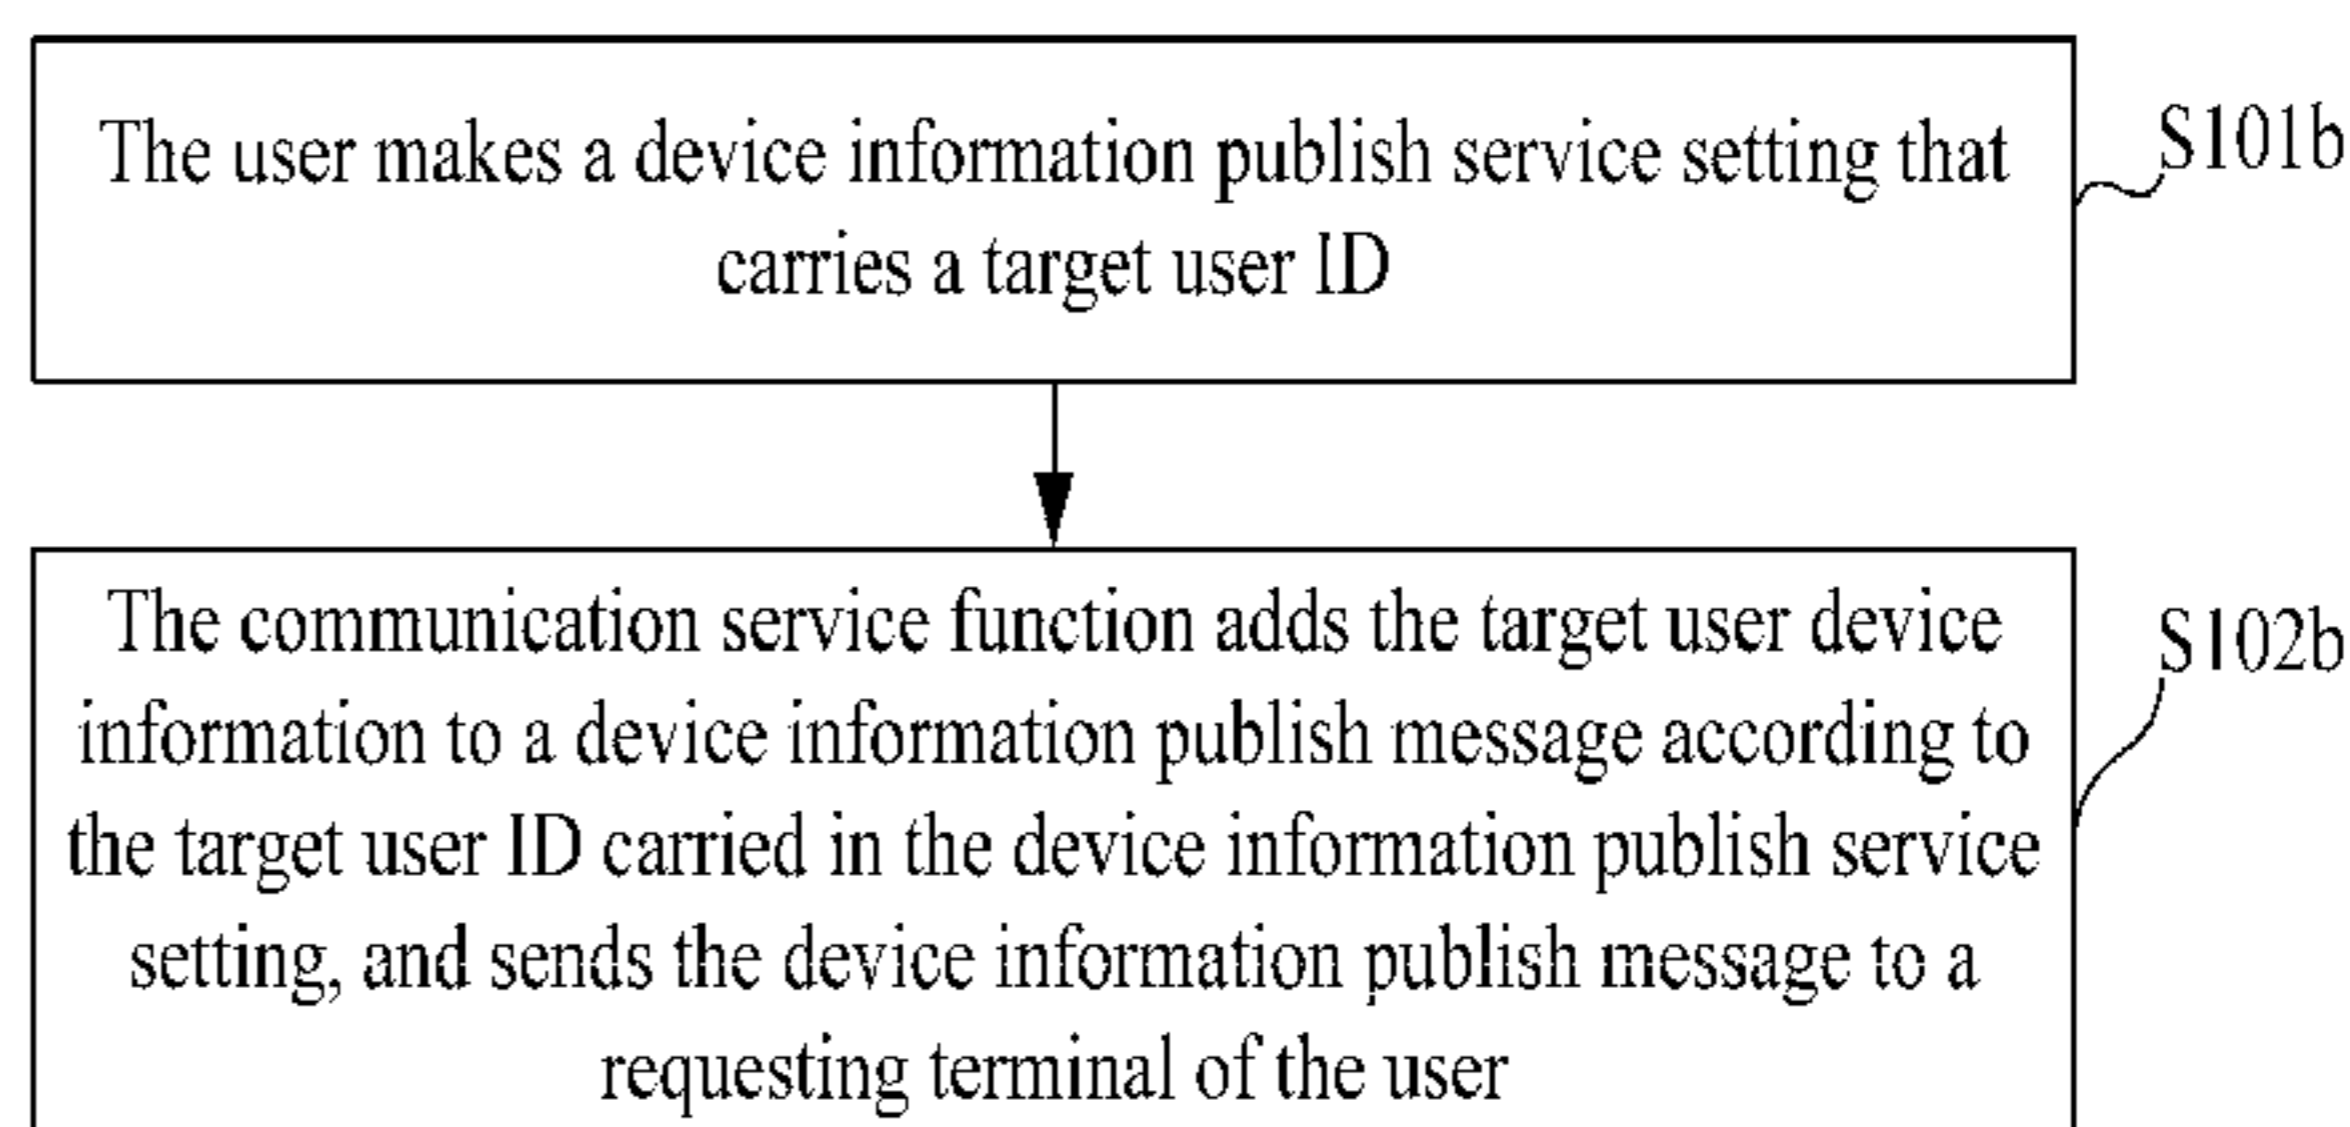 The user makes a device information publish service setting that
carries a target user ID
S101b
The communication service function adds the target user device
information to a device information publish message according to
the target user ID carried in the device information publish service
setting, and sends the device information publish message to a
requesting terminal of the user
S102b